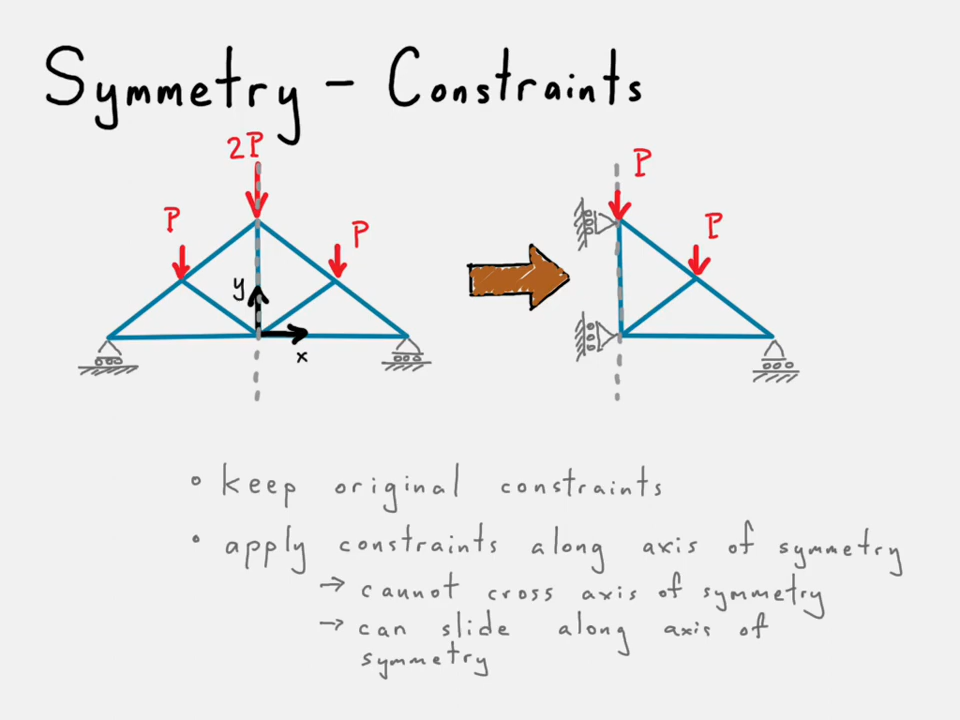 Symmetry - Constraints
2P
P
P
y
x
P
P
• keep original constraints
• apply constraints along axis of symmetry
→ cannot cross axis of symmetry
→ can slide along axis of
symmetry